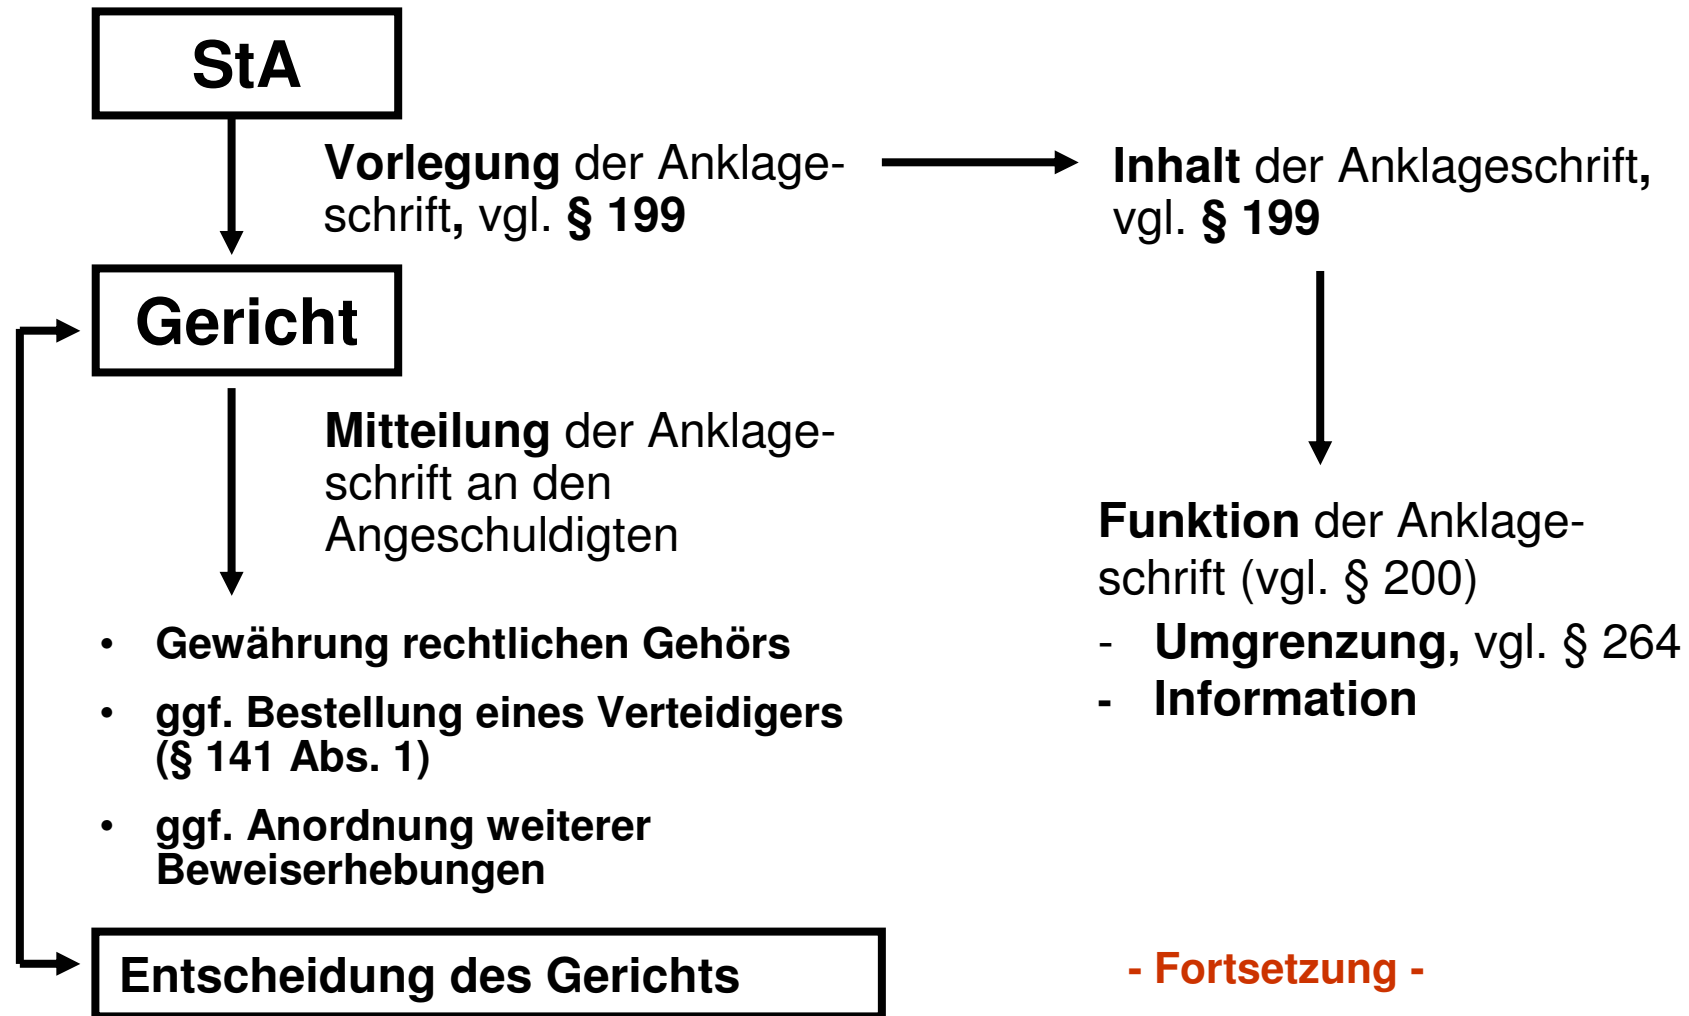 StA
Vorlegung der Anklage-
schrift, vgl. § 199
Inhalt der Anklageschrift,
vgl. § 199
Gericht
Mitteilung der Anklage-
schrift an den
Angeschuldigten
Funktion der Anklage-
schrift (vgl. § 200)
- Umgrenzung, vgl. § 264
- Information
• Gewährung rechtlichen Gehörs
• ggf. Bestellung eines Verteidigers
(§ 141 Abs. 1)
• ggf. Anordnung weiterer
Beweiserhebungen
Entscheidung des Gerichts
- Fortsetzung -